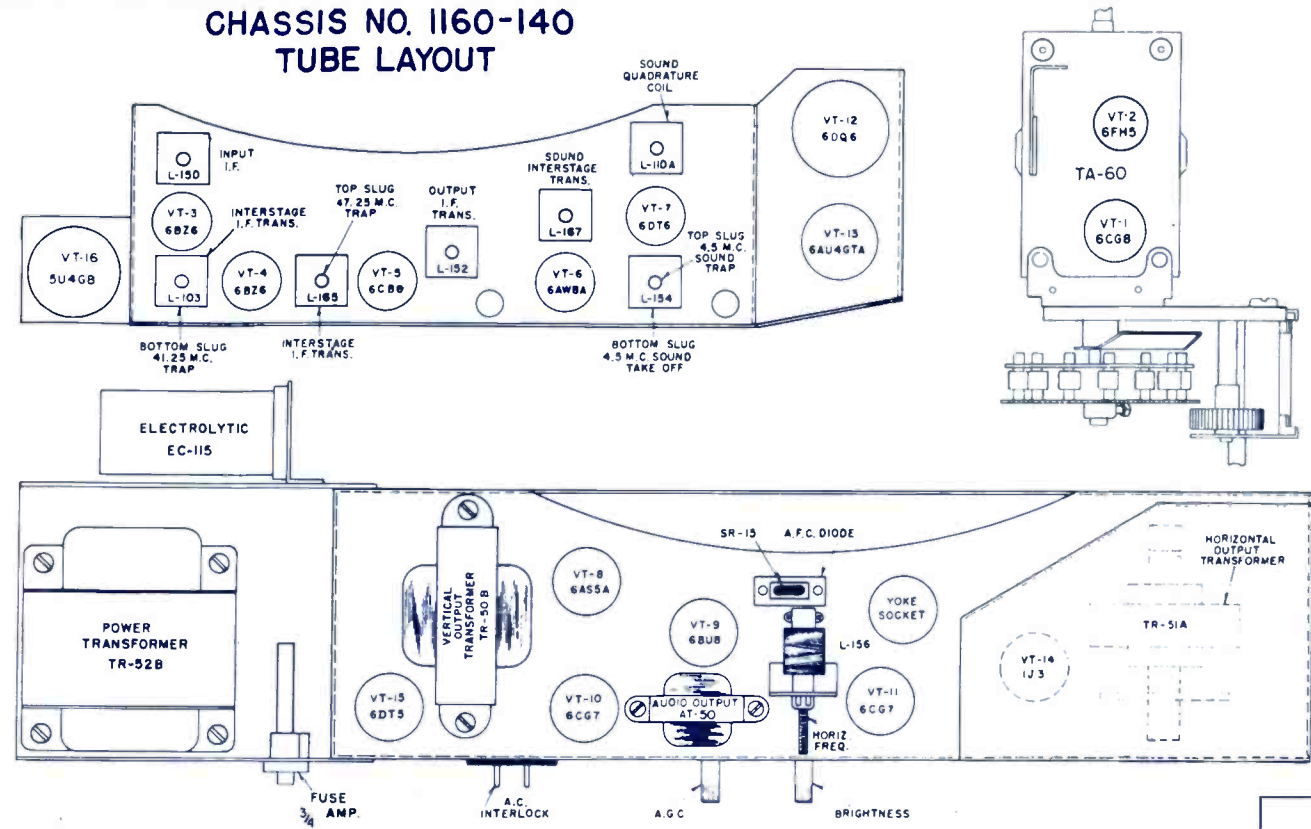 CHASSIS NO. 1160-140
TUBE LAYOUT
SOUND
QUADRATURE
COIL
L-150
INPUT
I.F.
VT-3
6BZ6
INTERSTAGE
I.F. TRANS.
TOP SLUG
47.25 M.C.
TRAP
OUTPUT
I.F.
TRANS.
SOUND
INTERSTAGE
TRANS.
L-110A
VT-12
6DQ6
VT-2
6FH5
TA-60
VT-1
6CG8
VT-16
5U4GB
L-103
VT-4
6BZ6
L-165
VT-5
6CB6
L-152
L-167
VT-6
6AW8A
VT-7
6DT6
TOP SLUG
4.5 M.C.
SOUND
TRAP
L-154
VT-13
6AU4GTA
BOTTOM SLUG
41.25 M.C.
TRAP
INTERSTAGE
I.F. TRANS.
BOTTOM SLUG
4.5 M.C. SOUND
TAKE OFF
ELECTROLYTIC
EC-115
POWER
TRANSFORMER
TR-52B
VERTICAL
OUTPUT
TRANSFORMER
TR-50B
VT-8
6AS5A
SR-15
A.F.C. DIODE
YOKE
SOCKET
HORIZONTAL
OUTPUT
TRANSFORMER
TR-51A
VT-9
6BU8
L-156
VT-14
1J3
VT-15
6DT5
VT-10
6CG7
AUDIO OUTPUT
AT-50
VT-11
6CG7
HORIZ.
FREQ.
FUSE
3/4 AMP.
A.C.
INTERLOCK
A.G.C
BRIGHTNESS